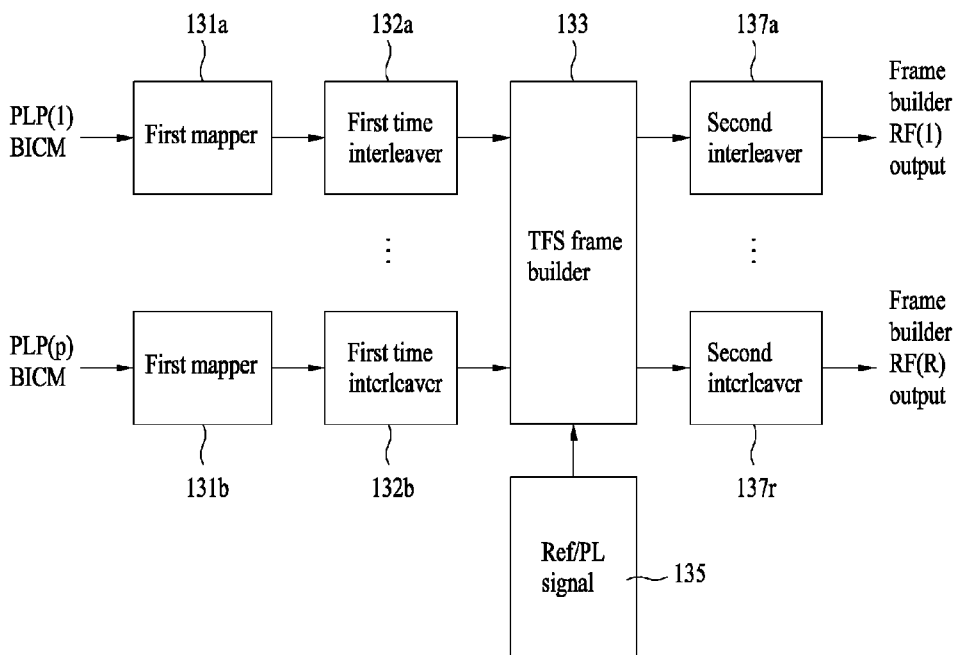 131a
132a
133
137a
PLP(1)
BICM
First mapper
First time
interleaver
Second
interleaver
Frame
builder
RF(1)
output
TFS frame
builder
PLP(p)
BICM
First mapper
First time
interleaver
Second
interleaver
Frame
builder
RF(R)
output
131b
132b
137r
Ref/PL
signal
135